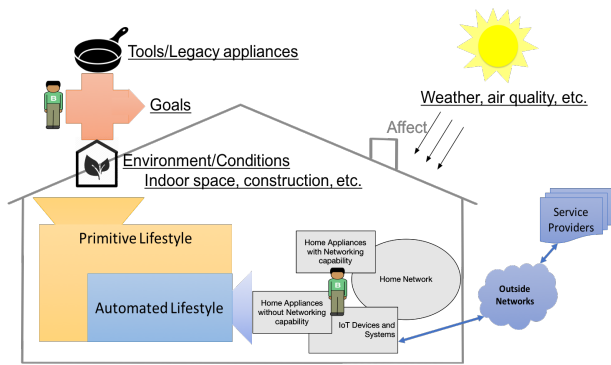 Tools/Legacy appliances
Goals
Weather, air quality, etc.
Affect
Environment/Conditions
Indoor space, construction, etc.
Primitive Lifestyle
Automated Lifestyle
Home Appliances
with Networking
capability
Home Network
Home Appliances
without Networking
capability
IoT Devices and
Systems
Service
Providers
Outside
Networks